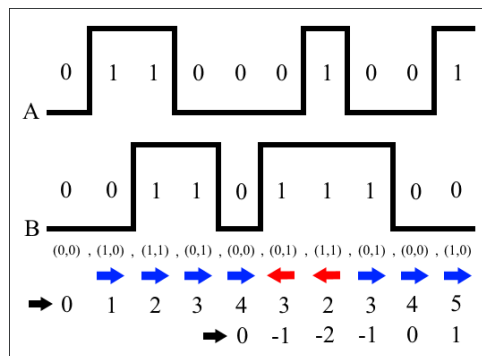 0 1 1 0 0 0 1 0 0 1
A
0 0 1 1 0 1 1 1 0 0
B
(0,0) , (1,0) , (1,1) , (0,1) , (0,0) , (0,1) , (1,1) , (0,1) , (0,0) , (1,0)
0 1 2 3 4 3 2 3 4 5
0 -1 -2 -1 0 1